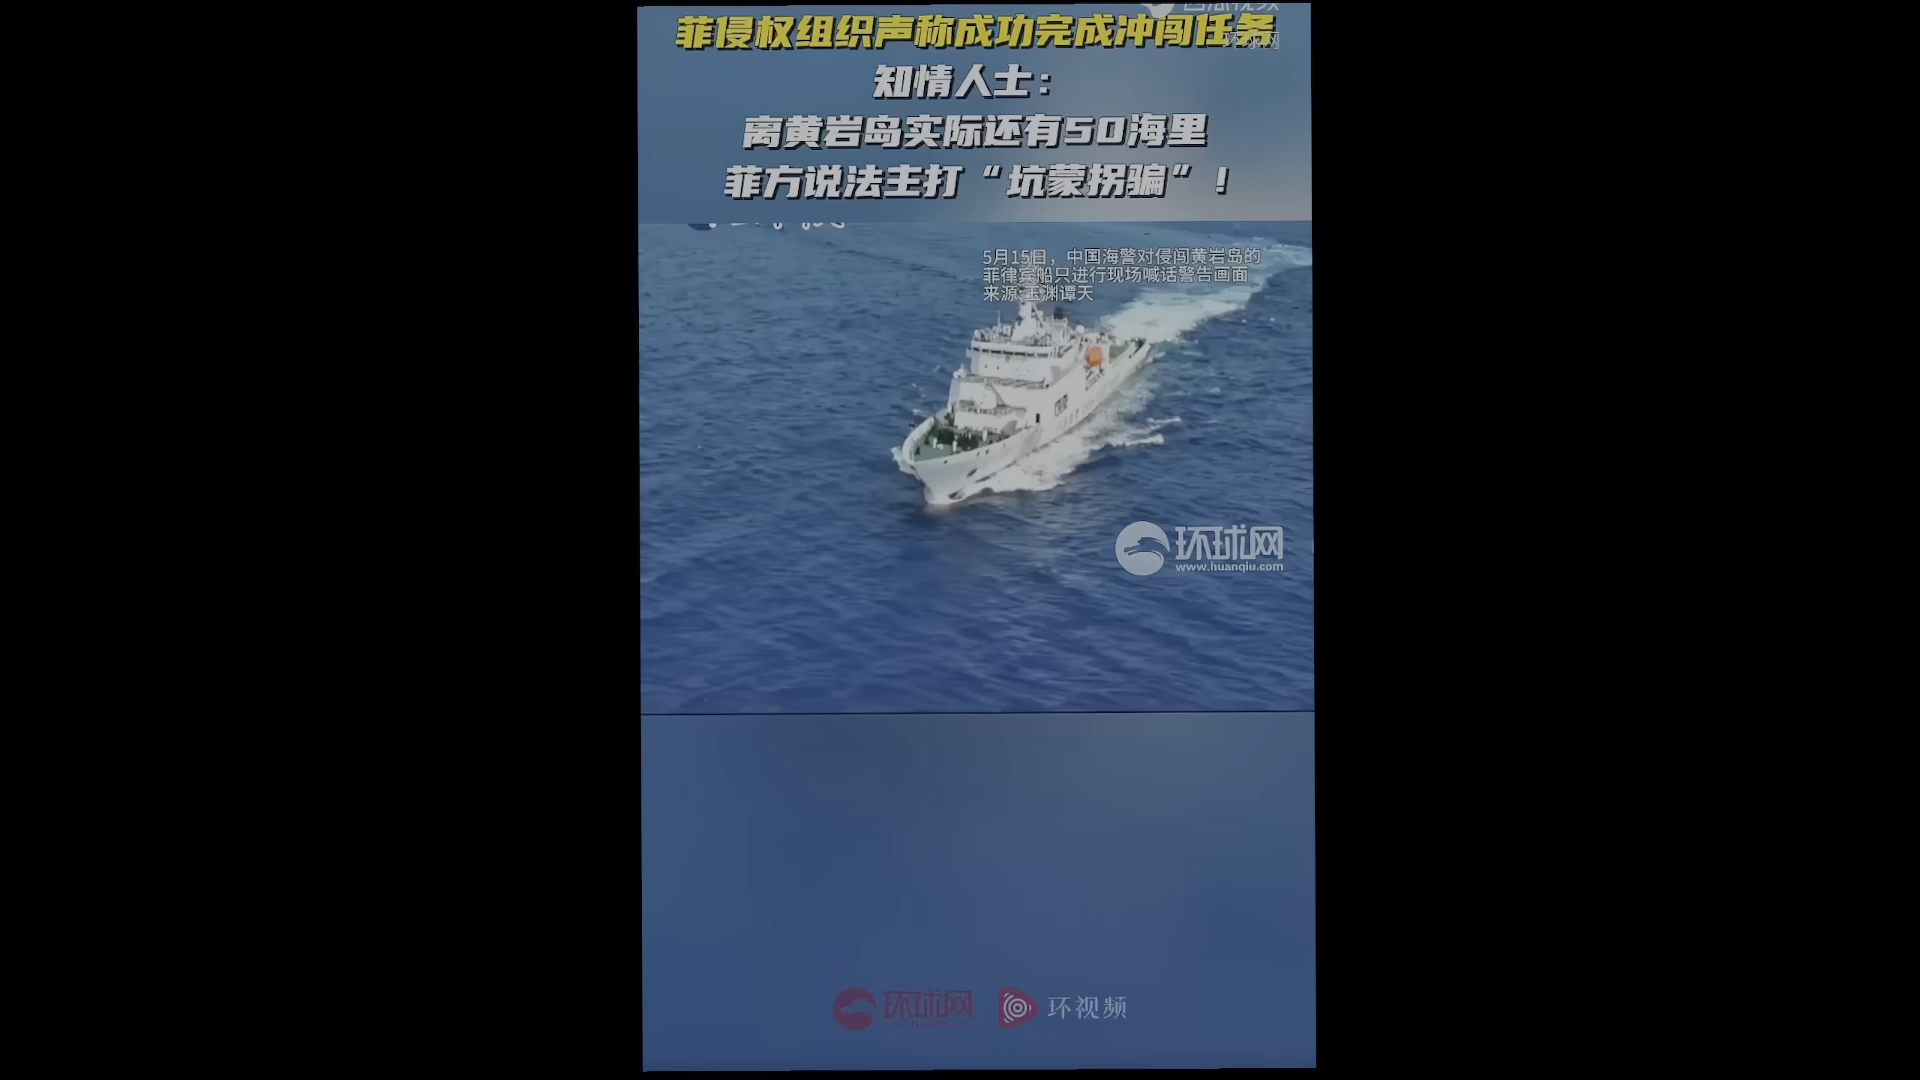 菲侵权组织声称成功完成冲闯任务
环球网
知情人士：
离黄岩岛实际还有50海里
菲方说法主打“坑蒙拐骗”！
5月15日，中国海警对侵闯黄岩岛的
菲律宾船只进行现场喊话警告画面
来源:玉渊谭天
环球网
www.huanqiu.com
环球网
环视频